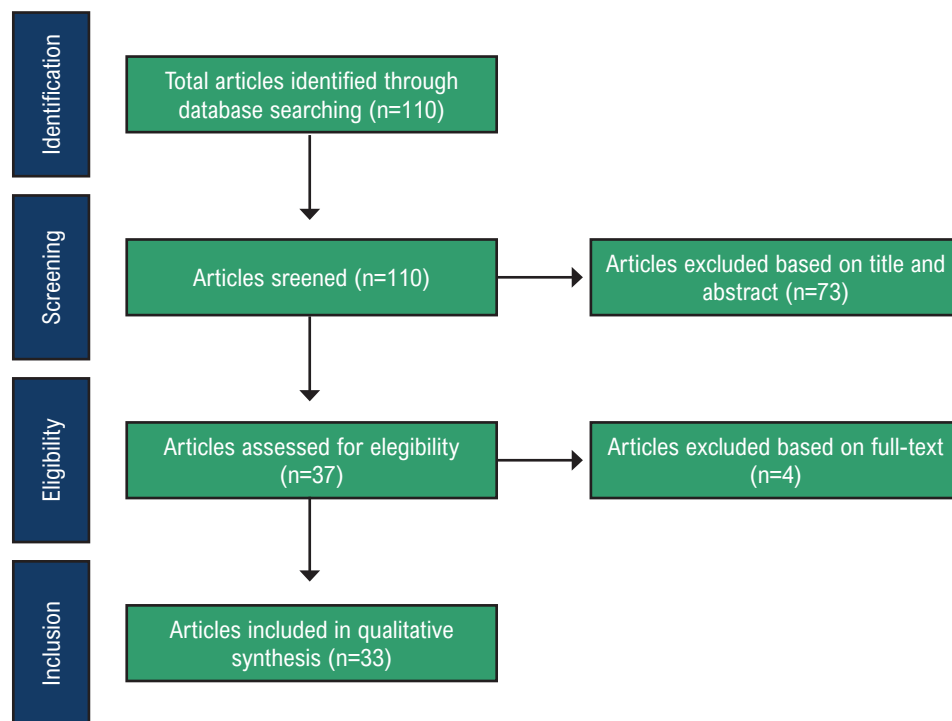 Identification
Total articles identified through
database searching (n=110)
Screening
Articles sreened (n=110)
Articles excluded based on title and
abstract (n=73)
Eligibility
Articles assessed for elegibility
(n=37)
Articles excluded based on full-text
(n=4)
Inclusion
Articles included in qualitative
synthesis (n=33)